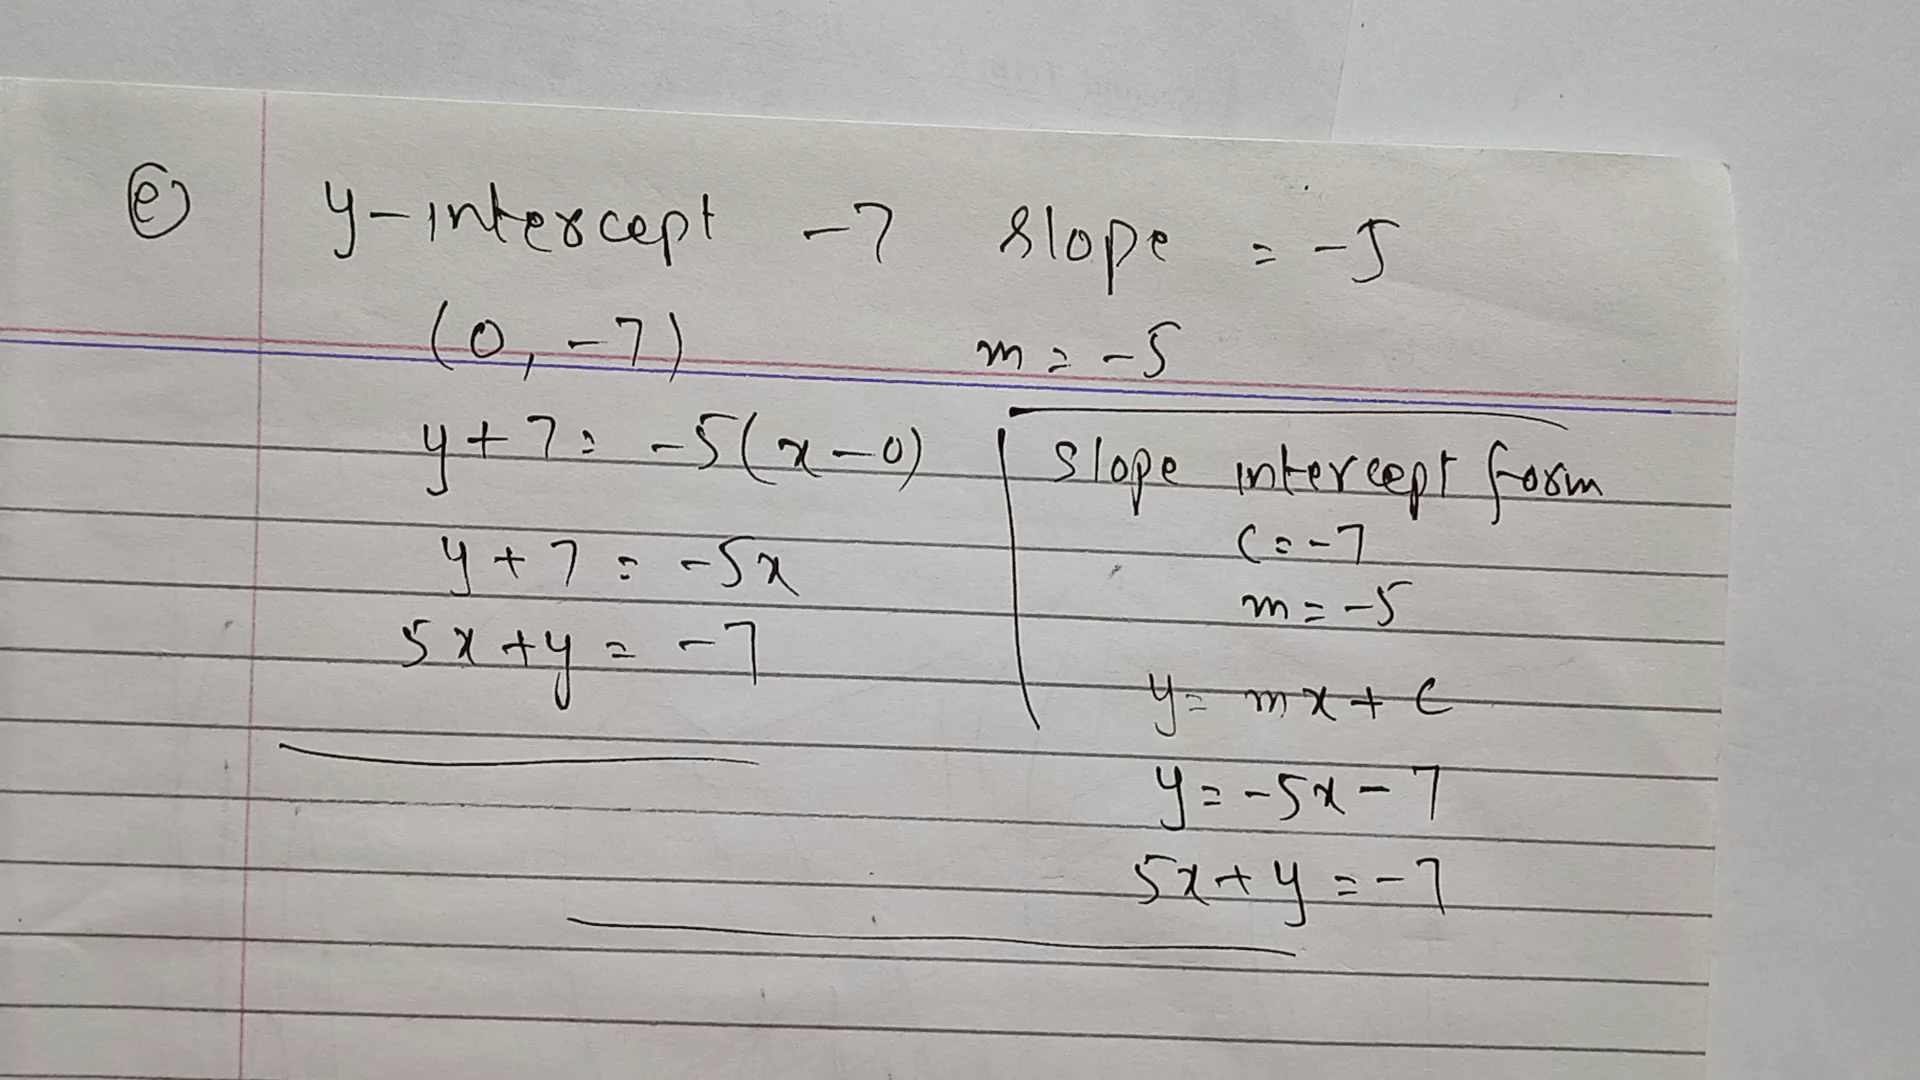 (e) y-intercept -7 slope = -5
(0, -7) m = -5
y+7 = -5(x-0)
y+7 = -5x
5x+y = -7
slope intercept form
c = -7
m = -5
y = mx + c
y = -5x - 7
5x + y = -7